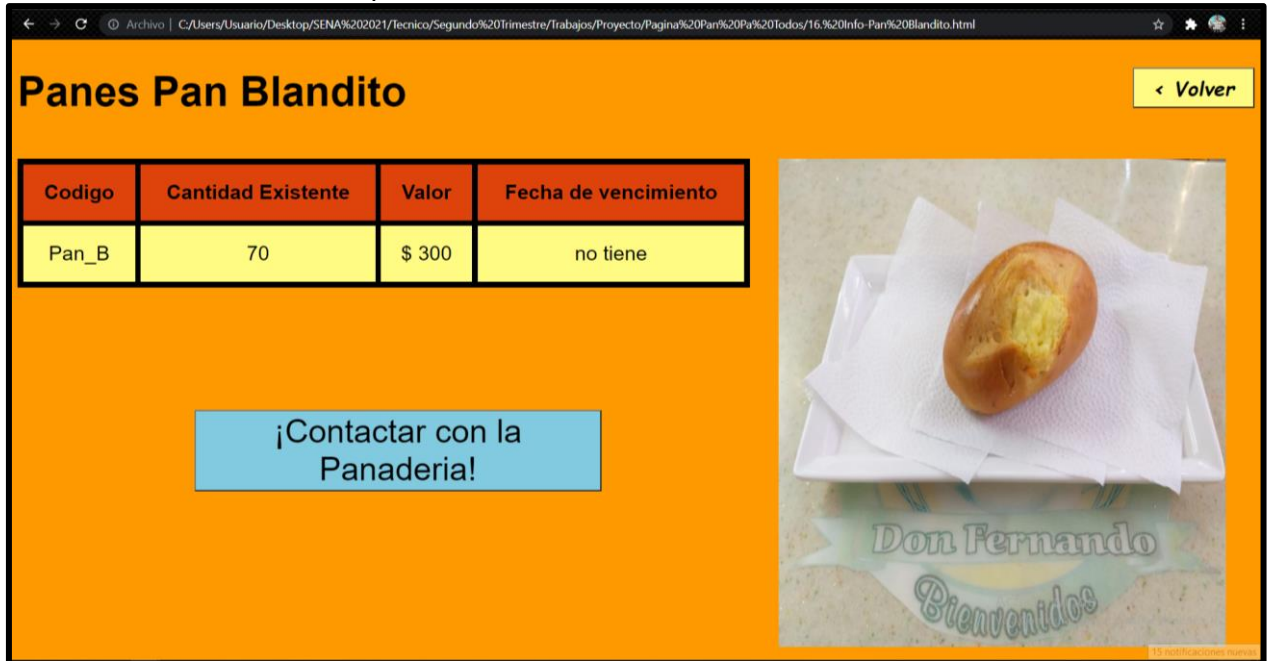 Archivo | C:/Users/Usuario/Desktop/SENA%202021/Tecnico/Segundo%20Trimestre/Trabajos/Proyecto/Pagina%20Pan%20Pa%20Todos/16.%20Info-Pan%20Blandito.html
Panes Pan Blandito
< Volver
Codigo Cantidad Existente Valor Fecha de vencimiento
Pan_B 70 $ 300 no tiene
¡Contactar con la
Panaderia!
Don Fernando
Bienvenidos
15 notificaciones nuevas